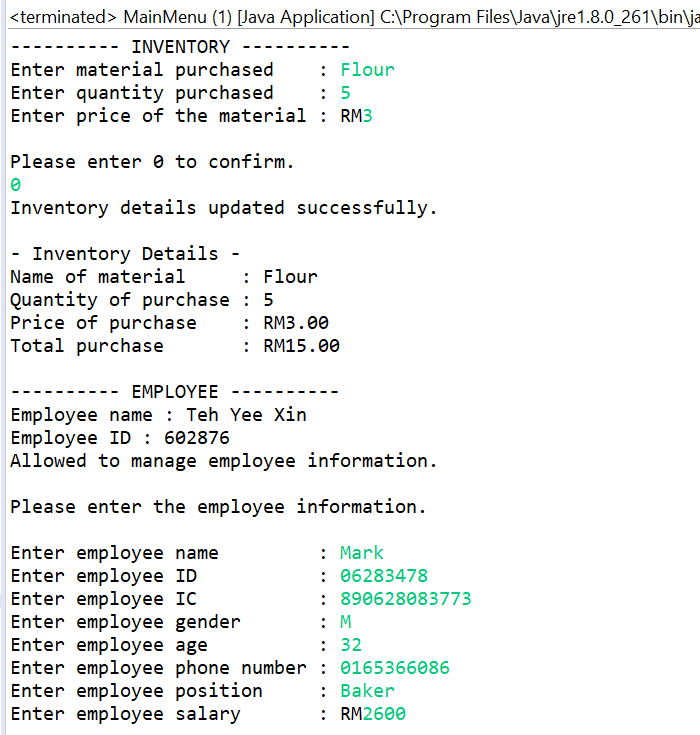 <terminated> MainMenu (1) [Java Application] C:\Program Files\Java\jre1.8.0_261\bin\ja
---------- INVENTORY ----------
Enter material purchased    : Flour
Enter quantity purchased    : 5
Enter price of the material : RM3
Please enter 0 to confirm.
0
Inventory details updated successfully.
- Inventory Details -
Name of material     : Flour
Quantity of purchase : 5
Price of purchase    : RM3.00
Total purchase       : RM15.00
---------- EMPLOYEE ----------
Employee name : Teh Yee Xin
Employee ID : 602876
Allowed to manage employee information.
Please enter the employee information.
Enter employee name         : Mark
Enter employee ID           : 06283478
Enter employee IC           : 890628083773
Enter employee gender       : M
Enter employee age          : 32
Enter employee phone number : 0165366086
Enter employee position     : Baker
Enter employee salary       : RM2600